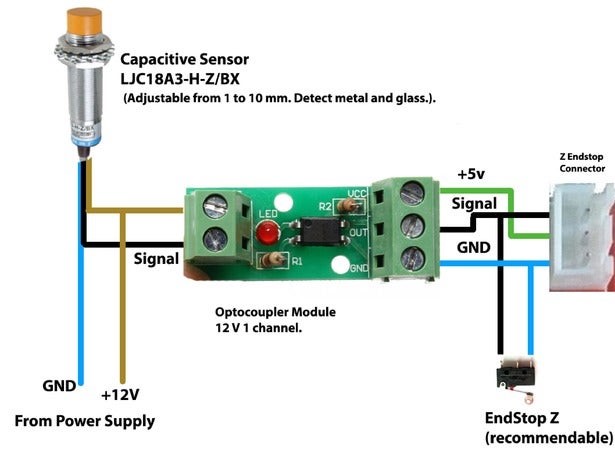 Capacitive Sensor
LJC18A3-H-Z/BX
(Adjustable from 1 to 10 mm. Detect metal and glass.).
-H-Z/BX
+5v
Z Endstop
Connector
VCC
R2
LED
Signal
OUT
GND
Signal
R1
GND
Optocoupler Module
12 V 1 channel.
GND
+12V
From Power Supply
EndStop Z
(recommendable)